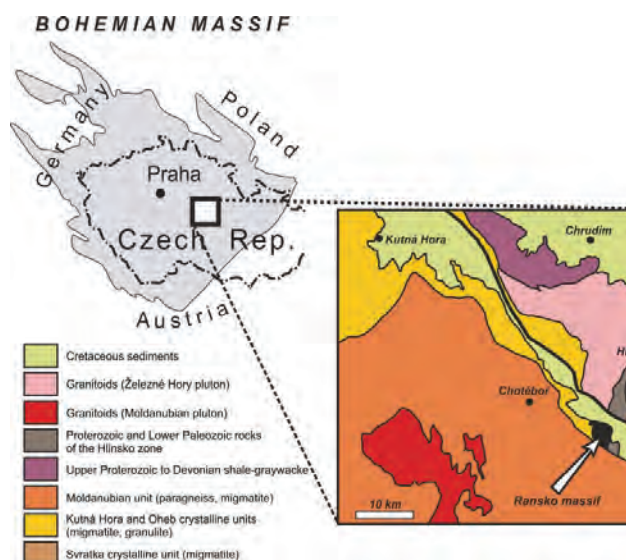 BOHEMIAN MASSIF
Germany
Poland
Praha
Czech Rep.
Austria
Kutná Hora
Chrudim
Chotěboř
Ransko massif
10 km
Cretaceous sediments
Granitoids (Železné Hory pluton)
Granitoids (Moldanubian pluton)
Proterozoic and Lower Paleozoic rocks
of the Hlinsko zone
Upper Proterozoic to Devonian shale-graywacke
Moldanubian unit (paragneiss, migmatite)
Kutná Hora and Oheb crystalline units
(migmatite, granulite)
Svratka crystalline unit (migmatite)